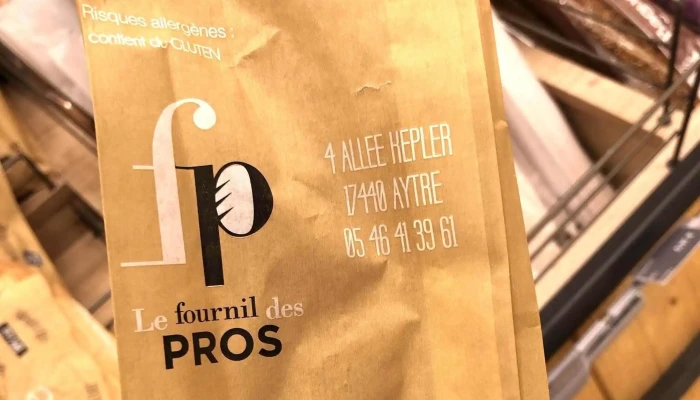 Risques allergènes :
contient du GLUTEN
fp
Le fournil des
PROS
4 ALLEE KEPLER
17440 AYTRE
05 46 41 39 61